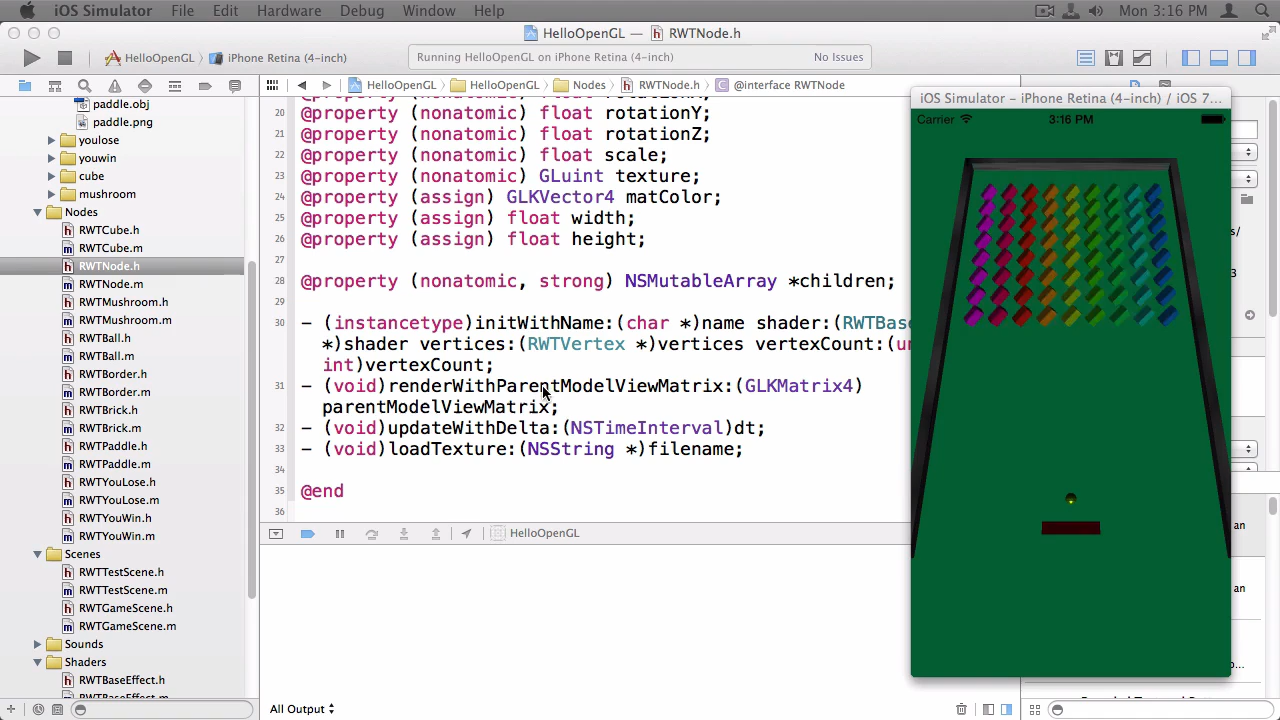 iOS Simulator File Edit Hardware Debug Window Help Mon 3:16 PM
HelloOpenGL — RWTNode.h
HelloOpenGL iPhone Retina (4-inch) Running HelloOpenGL on iPhone Retina (4-inch) No Issues
HelloOpenGL HelloOpenGL Nodes RWTNode.h @interface RWTNode
paddle.obj
paddle.png
youlose
youwin
cube
mushroom
Nodes
RWTCube.h
RWTCube.m
RWTNode.h
RWTNode.m
RWTMushroom.h
RWTMushroom.m
RWTBall.h
RWTBall.m
RWTBorder.h
RWTBorder.m
RWTBrick.h
RWTBrick.m
RWTPaddle.h
RWTPaddle.m
RWTYouLose.h
RWTYouLose.m
RWTYouWin.h
RWTYouWin.m
Scenes
RWTTestScene.h
RWTTestScene.m
RWTGameScene.h
RWTGameScene.m
Sounds
Shaders
RWTBaseEffect.h
RWTBaseEffect.m
20 @property (nonatomic) float rotationY;
21 @property (nonatomic) float rotationZ;
22 @property (nonatomic) float scale;
23 @property (nonatomic) GLuint texture;
24 @property (assign) GLKVector4 matColor;
25 @property (assign) float width;
26 @property (assign) float height;
27
28 @property (nonatomic, strong) NSMutableArray *children;
29
30 – (instancetype)initWithName:(char *)name shader:(RWTBase
*)shader vertices:(RWTVertex *)vertices vertexCount:(un
int)vertexCount;
31 – (void)renderWithParentModelViewMatrix:(GLKMatrix4)
parentModelViewMatrix;
32 – (void)updateWithDelta:(NSTimeInterval)dt;
33 – (void)loadTexture:(NSString *)filename;
34
35 @end
36
HelloOpenGL
All Output
iOS Simulator – iPhone Retina (4-inch) / iOS 7...
Carrier 3:16 PM
s/
3
an
an
o...